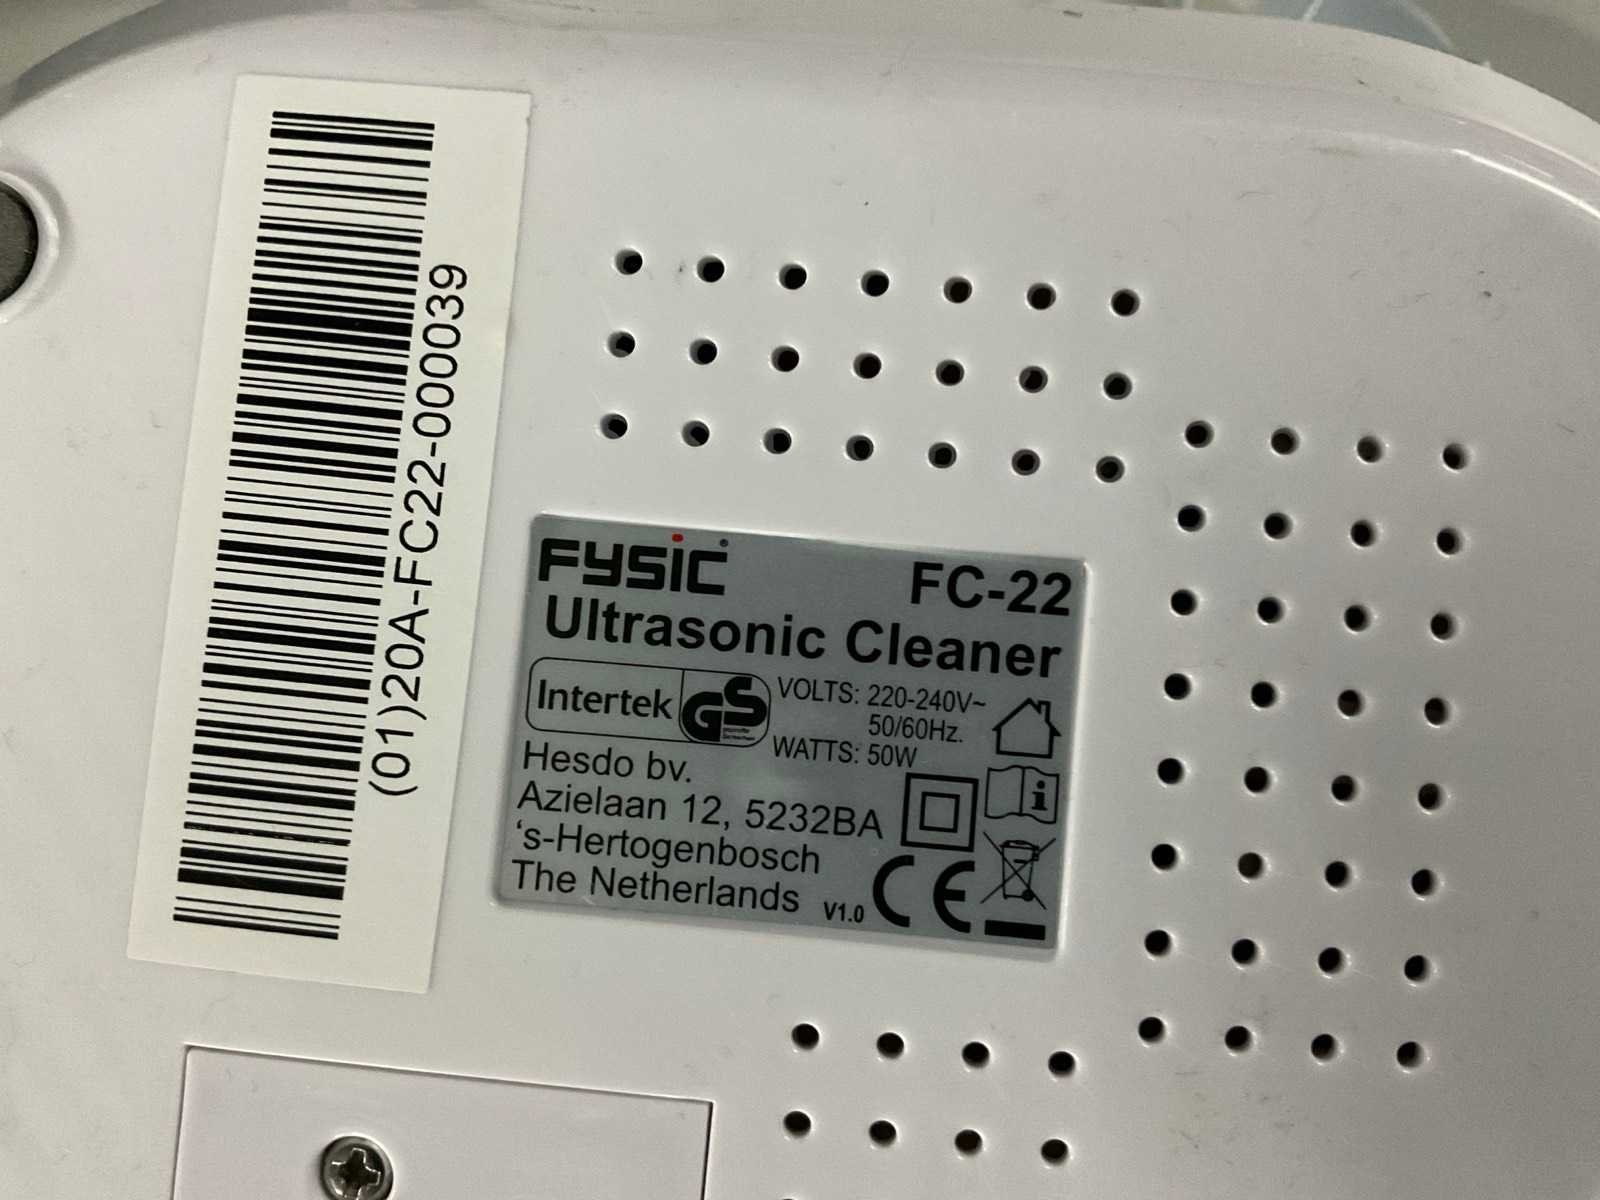 (01)20A-FC22-000039
FYSiC®
FC-22
Ultrasonic Cleaner
Intertek
GS
VOLTS: 220-240V~
50/60Hz.
WATTS: 50W
Hesdo bv.
Azielaan 12, 5232BA
's-Hertogenbosch
The Netherlands
V1.0
CE